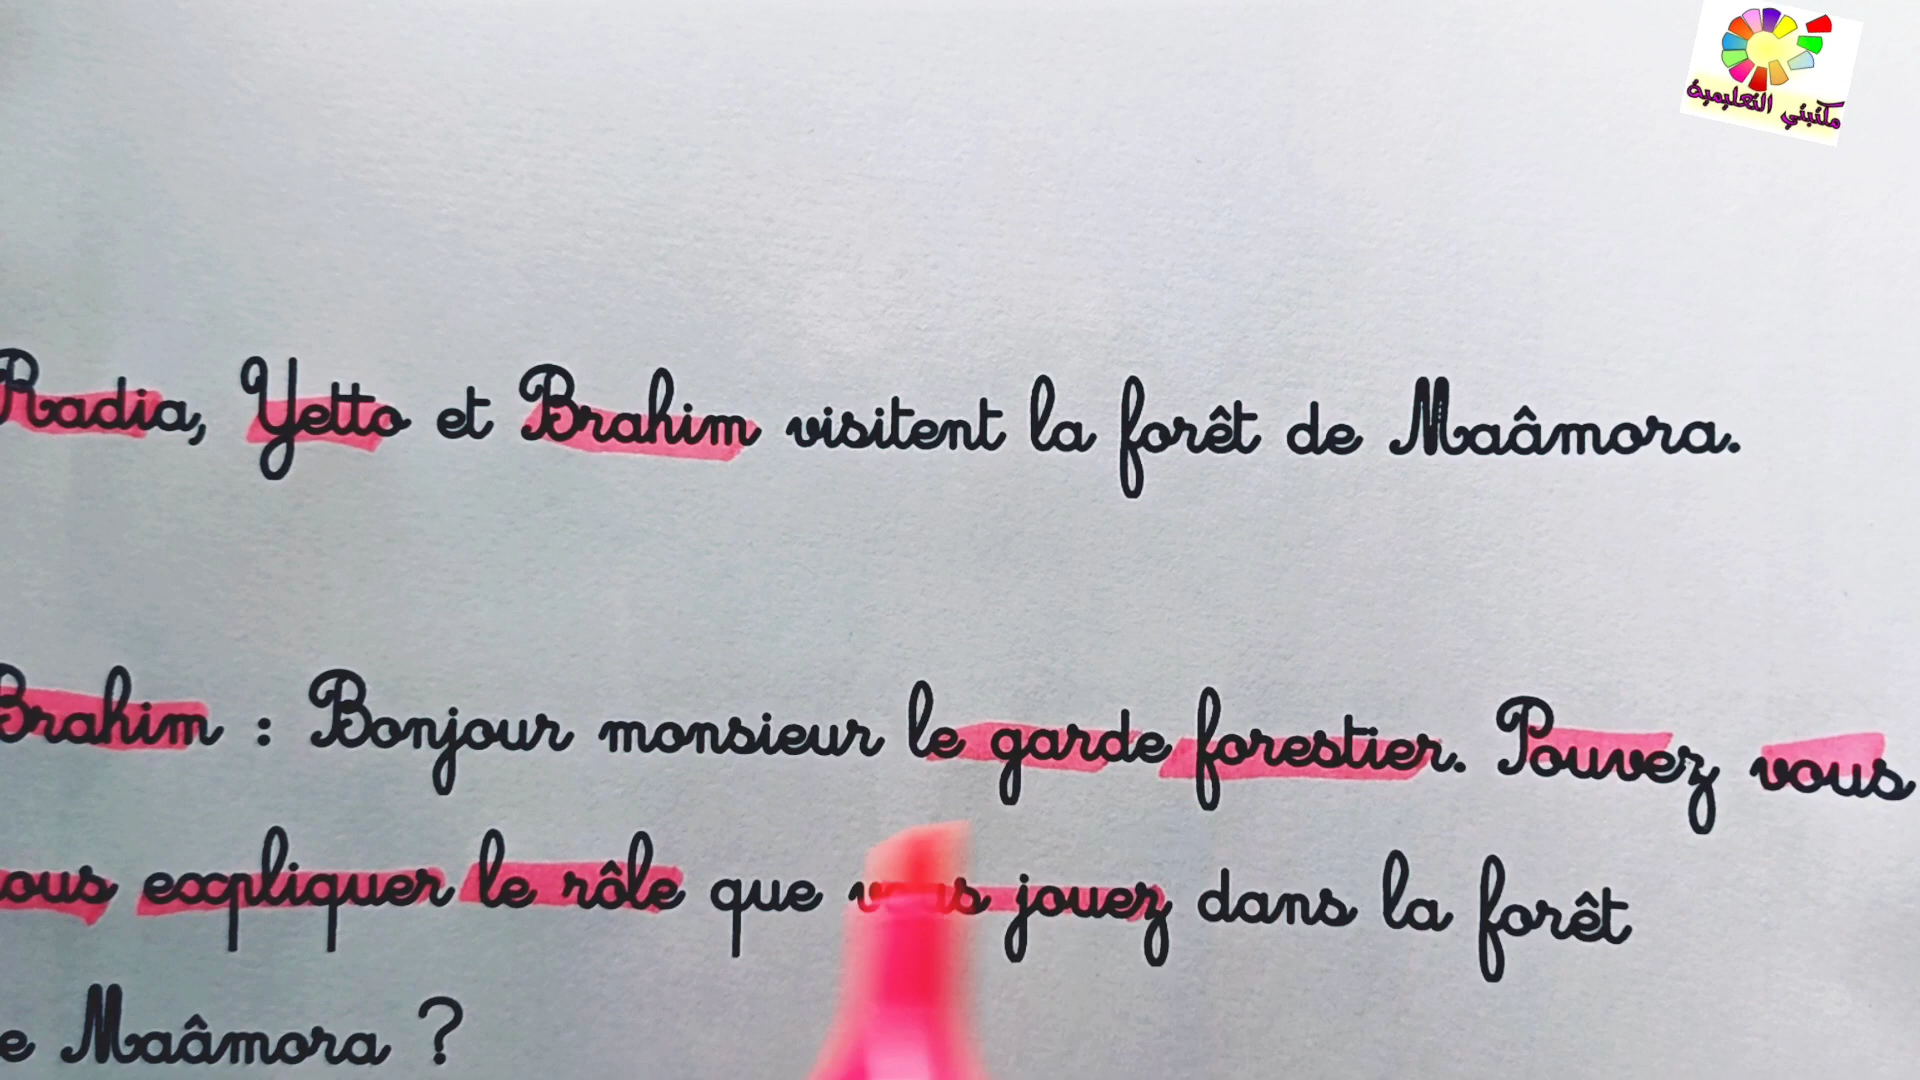 مكتبتي التعليمية
Radia, Yetto et Brahim visitent la forêt de Maâmora.
Brahim : Bonjour monsieur le garde forestier. Pouvez vous
ous expliquer le rôle que jouez dans la forêt
e Maâmora ?